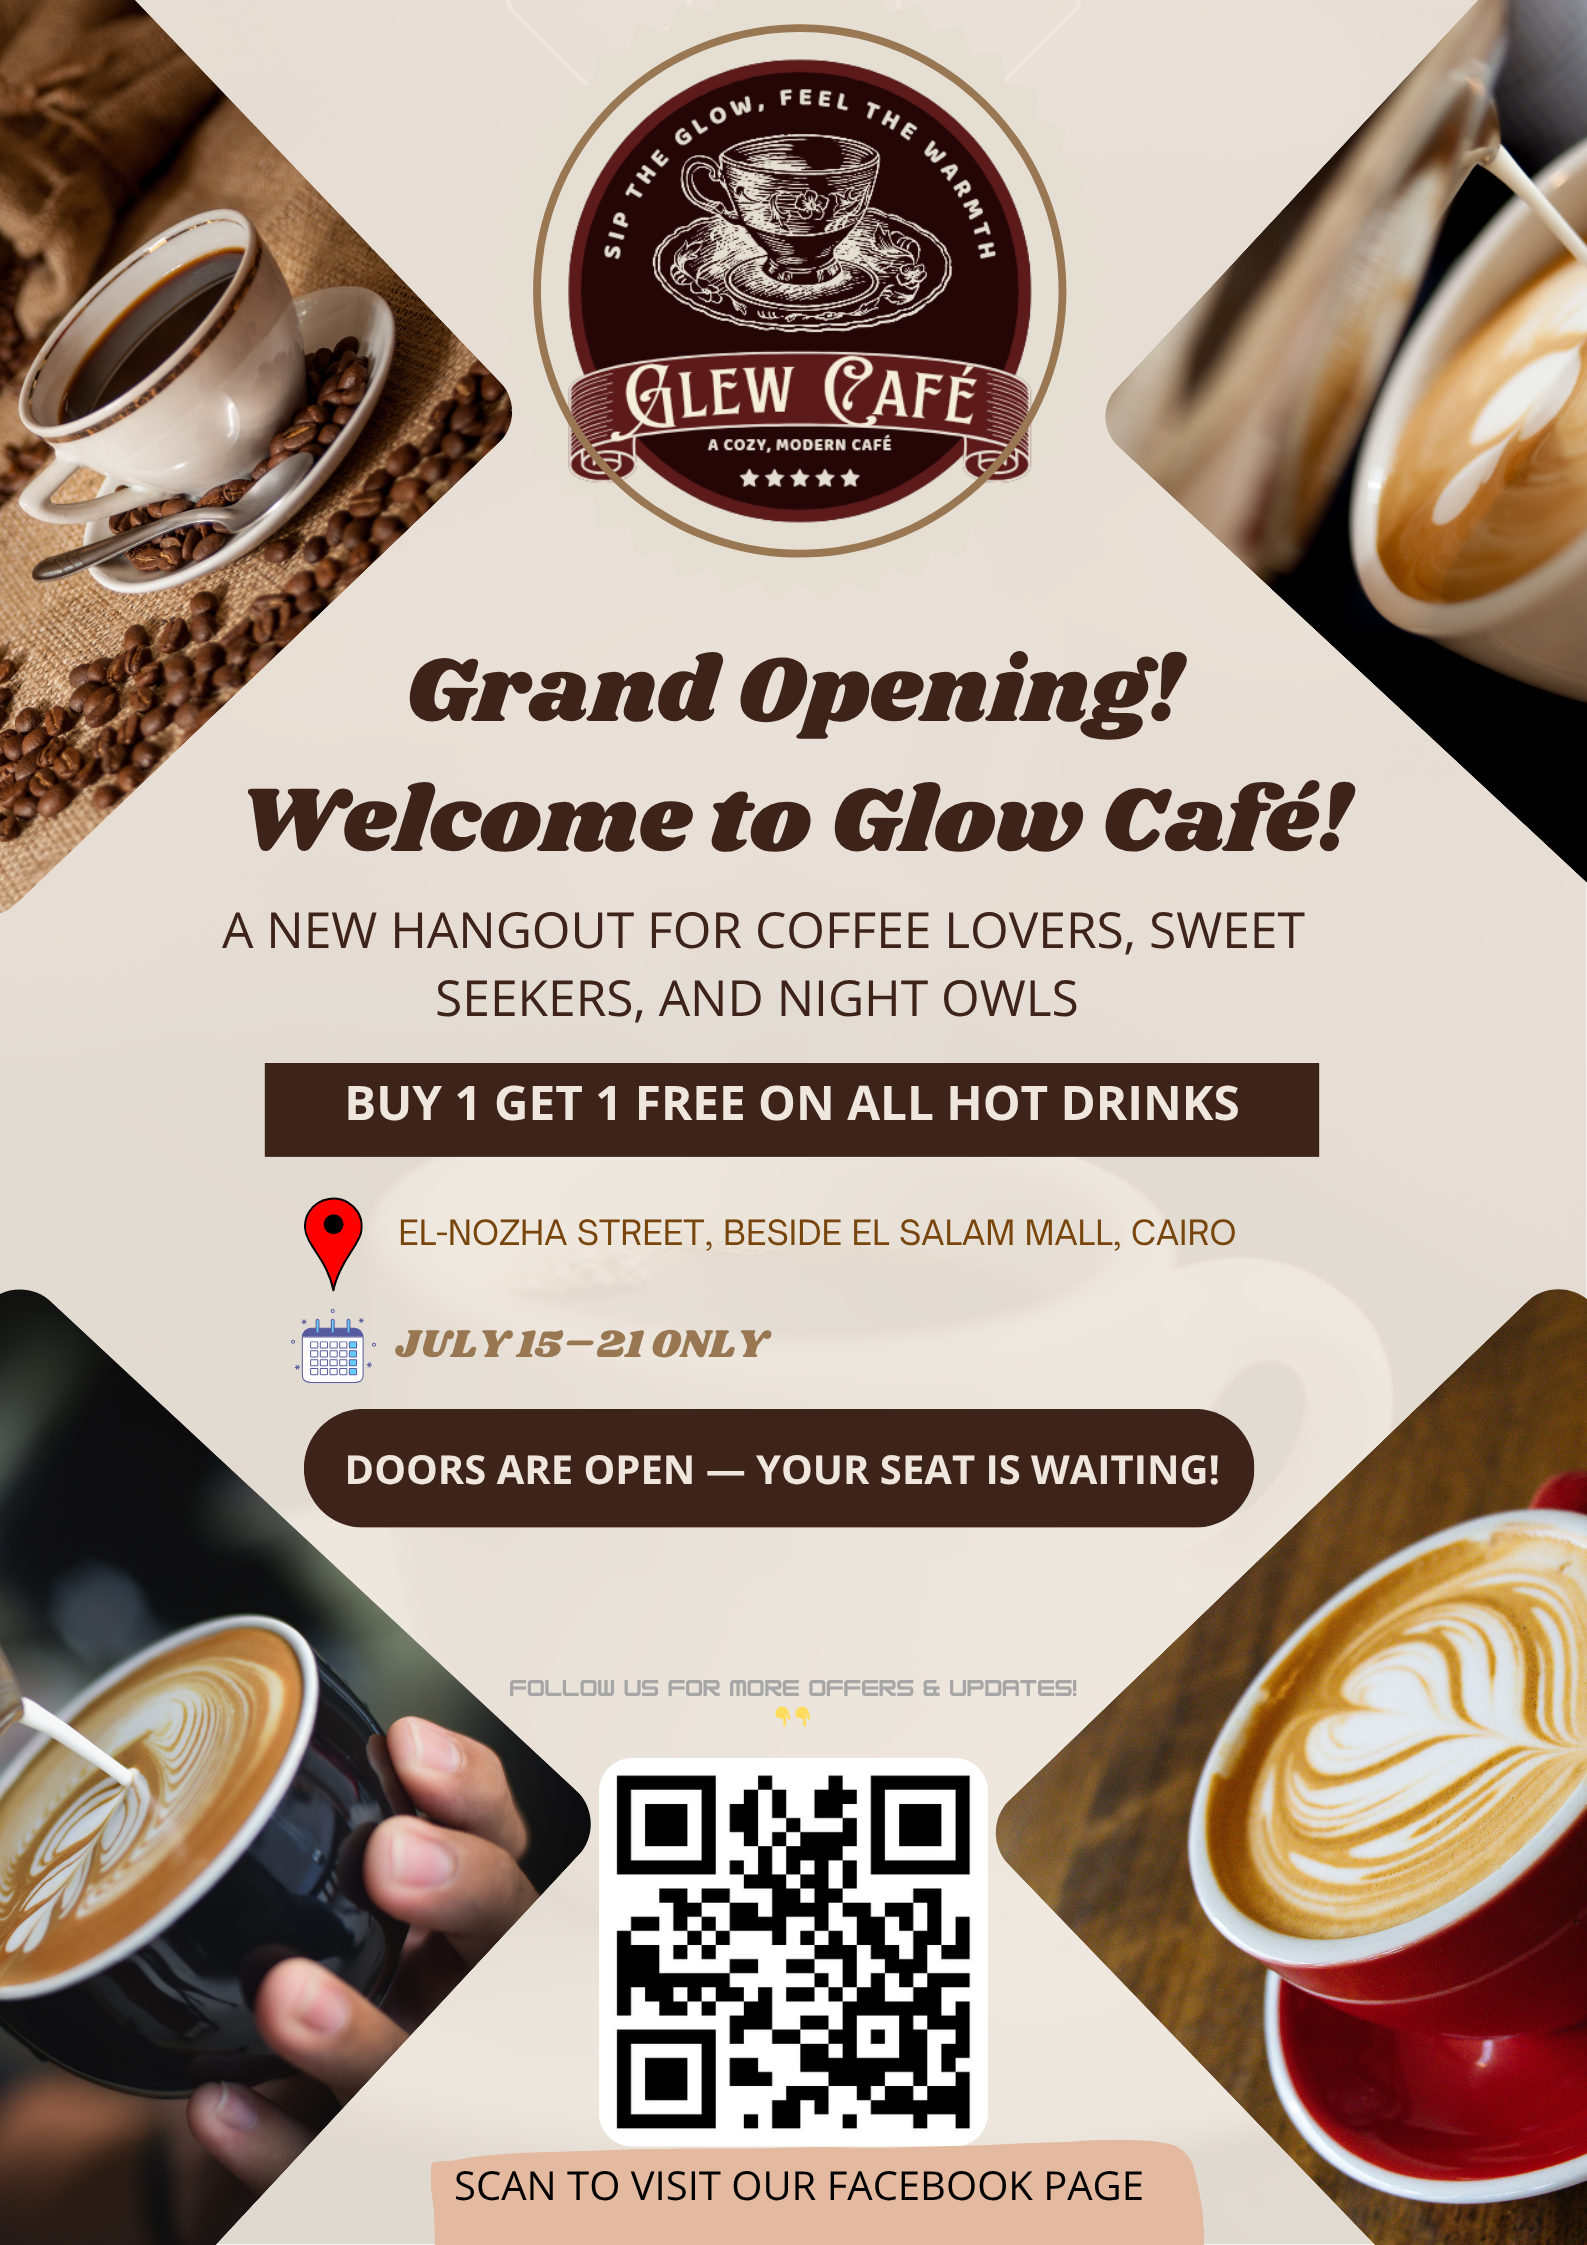 SIP THE GLOW, FEEL THE WARMTH
GLEW CAFÉ
A COZY, MODERN CAFÉ
Grand Opening!
Welcome to Glow Café!
A NEW HANGOUT FOR COFFEE LOVERS, SWEET
SEEKERS, AND NIGHT OWLS
BUY 1 GET 1 FREE ON ALL HOT DRINKS
EL-NOZHA STREET, BESIDE EL SALAM MALL, CAIRO
JULY 15–21 ONLY
DOORS ARE OPEN — YOUR SEAT IS WAITING!
FOLLOW US FOR MORE OFFERS & UPDATES!
👇👇
SCAN TO VISIT OUR FACEBOOK PAGE